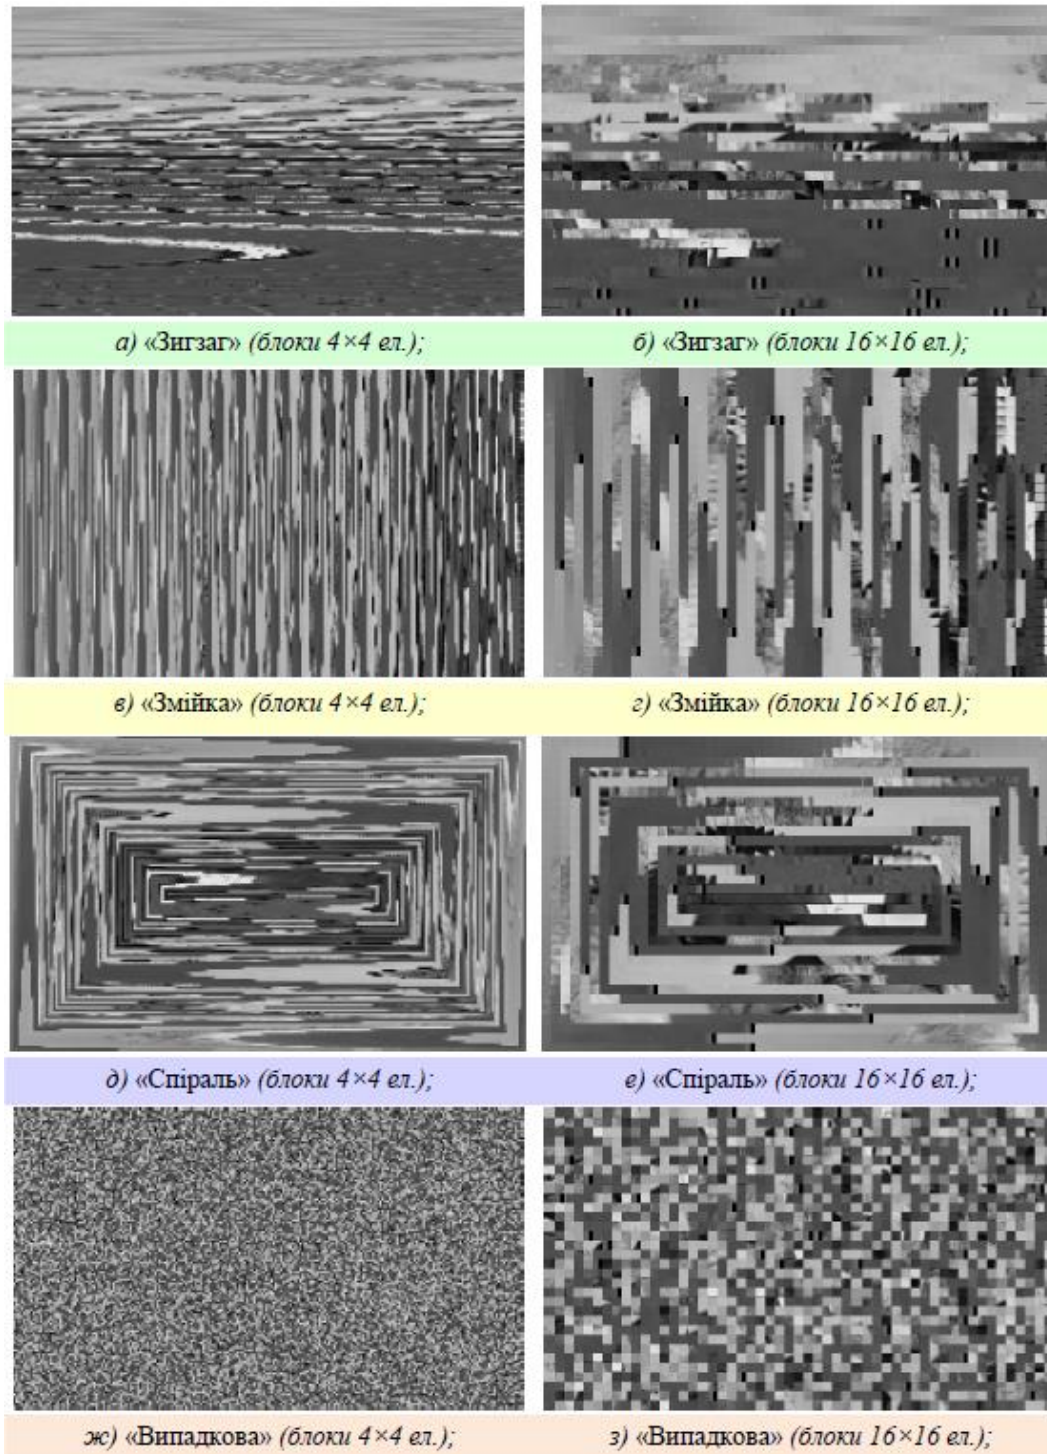 а) «Зигзаг» (блоки 4×4 ел.);
б) «Зигзаг» (блоки 16×16 ел.);
в) «Змійка» (блоки 4×4 ел.);
г) «Змійка» (блоки 16×16 ел.);
д) «Спіраль» (блоки 4×4 ел.);
е) «Спіраль» (блоки 16×16 ел.);
ж) «Випадкова» (блоки 4×4 ел.);
з) «Випадкова» (блоки 16×16 ел.);